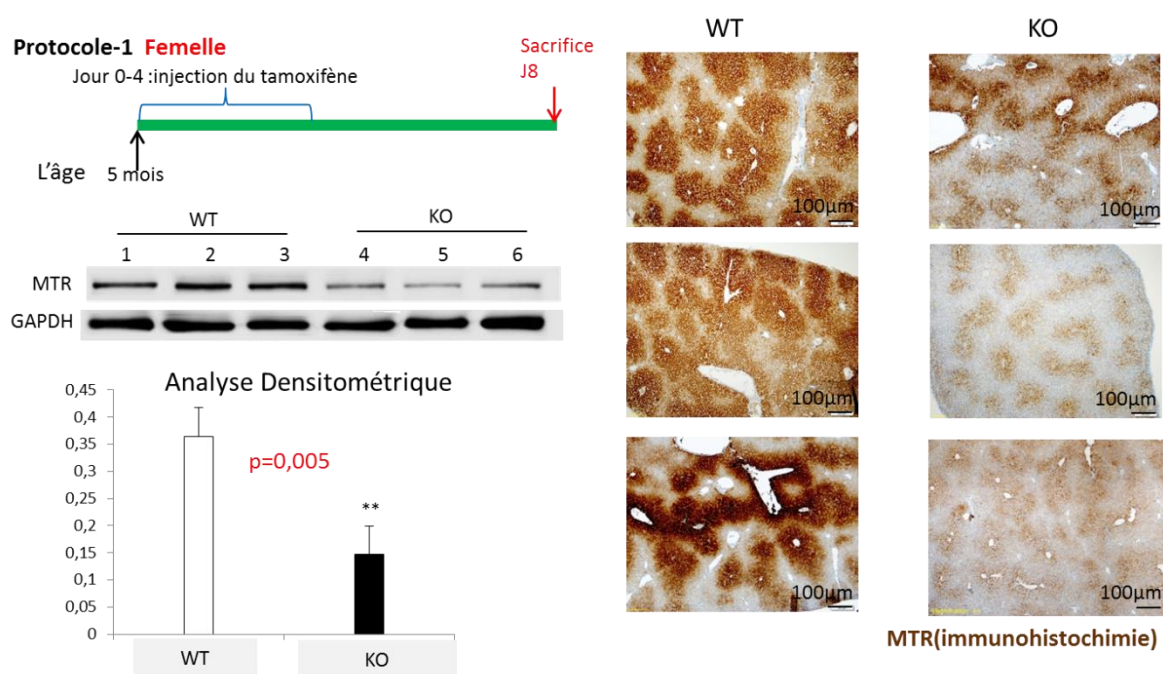 Protocole-1 Femelle
Jour 0-4 :injection du tamoxifène
Sacrifice
J8
L'âge 5 mois
WT KO
1 2 3 4 5 6
MTR
GAPDH
Analyse Densitométrique
0,45
0,4
0,35
0,3
0,25
0,2
0,15
0,1
0,05
0
p=0,005
**
WT KO
WT KO
100µm 100µm
100µm 100µm
100µm 100µm
MTR(immunohistochimie)